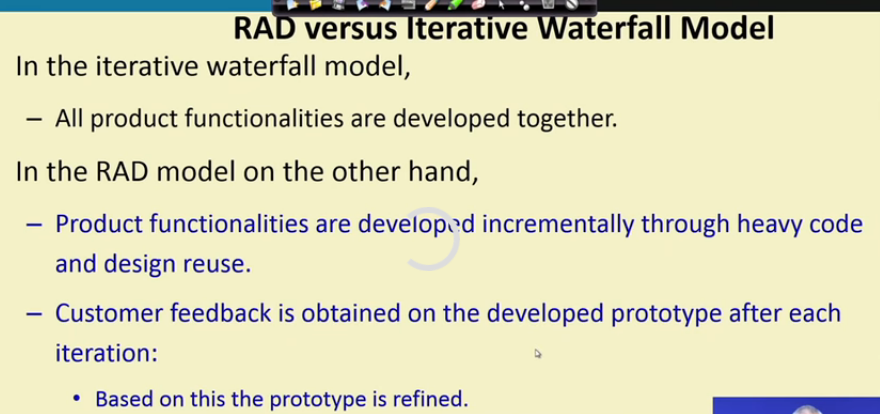 RAD versus Iterative Waterfall Model
In the iterative waterfall model,
– All product functionalities are developed together.
In the RAD model on the other hand,
– Product functionalities are developed incrementally through heavy code
and design reuse.
– Customer feedback is obtained on the developed prototype after each
iteration:
• Based on this the prototype is refined.